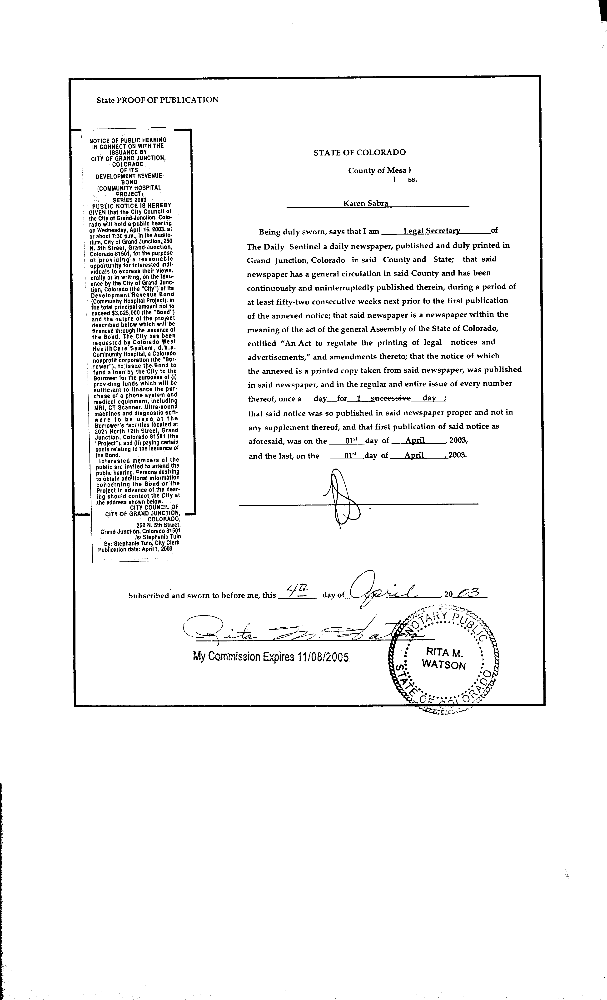 State PROOF OF PUBLICATION
NOTICE OF PUBLIC HEARING
IN CONNECTION WITH THE
ISSUANCE BY
CITY OF GRAND JUNCTION,
COLORADO
OF ITS
DEVELOPMENT REVENUE
BOND
(COMMUNITY HOSPITAL
PROJECT)
SERIES 2003
PUBLIC NOTICE IS HEREBY
GIVEN that the City Council of
the City of Grand Junction, Colo-
rado will hold a public hearing
on Wednesday, April 16, 2003, at
or about 7:30 p.m., in the Audito-
rium, City of Grand Junction, 250
N. 5th Street, Grand Junction,
Colorado 81501, for the purpose
of providing a reasonable
opportunity for interested indi-
viduals to express their views,
orally or in writing, on the issu-
ance by the City of Grand Junc-
tion, Colorado (the "City") of its
Development Revenue Bond
(Community Hospital Project), in
the total principal amount not to
exceed $3,025,000 (the "Bond")
and the nature of the project
described below which will be
financed through the issuance of
the Bond. The City has been
requested by Colorado West
HealthCare System, d.b.a.
Community Hospital, a Colorado
nonprofit corporation (the "Bor-
rower"), to issue the Bond to
fund a loan by the City to the
Borrower for the purposes of (i)
providing funds which will be
sufficient to finance the pur-
chase of a phone system and
medical equipment, including
MRI, CT Scanner, Ultra-sound
machines and diagnostic soft-
ware to be used at the
Borrower's facilities located at
2021 North 12th Street, Grand
Junction, Colorado 81501 (the
"Project"), and (ii) paying certain
costs relating to the issuance of
the Bond.
Interested members of the
public are invited to attend the
public hearing. Persons desiring
to obtain additional information
concerning the Bond or the
Project in advance of the hear-
ing should contact the City at
the address shown below.
CITY COUNCIL OF
CITY OF GRAND JUNCTION,
COLORADO,
250 N. 5th Street,
Grand Junction, Colorado 81501
/s/ Stephanie Tuin
By: Stephanie Tuin, City Clerk
Publication date: April 1, 2003
STATE OF COLORADO
County of Mesa )
) ss.
Karen Sabra
Being duly sworn, says that I am Legal Secretary of
The Daily Sentinel a daily newspaper, published and duly printed in
Grand Junction, Colorado in said County and State; that said
newspaper has a general circulation in said County and has been
continuously and uninterruptedly published therein, during a period of
at least fifty-two consecutive weeks next prior to the first publication
of the annexed notice; that said newspaper is a newspaper within the
meaning of the act of the general Assembly of the State of Colorado,
entitled “An Act to regulate the printing of legal notices and
advertisements,” and amendments thereto; that the notice of which
the annexed is a printed copy taken from said newspaper, was published
in said newspaper, and in the regular and entire issue of every number
thereof, once a day for 1 successive day ;
that said notice was so published in said newspaper proper and not in
any supplement thereof, and that first publication of said notice as
aforesaid, was on the 01st day of April , 2003,
and the last, on the 01st day of April , 2003.
Subscribed and sworn to before me, this 4th day of April , 20 03
Rita M. Watson
My Commission Expires 11/08/2005
NOTARY PUBLIC
RITA M.
WATSON
STATE OF COLORADO